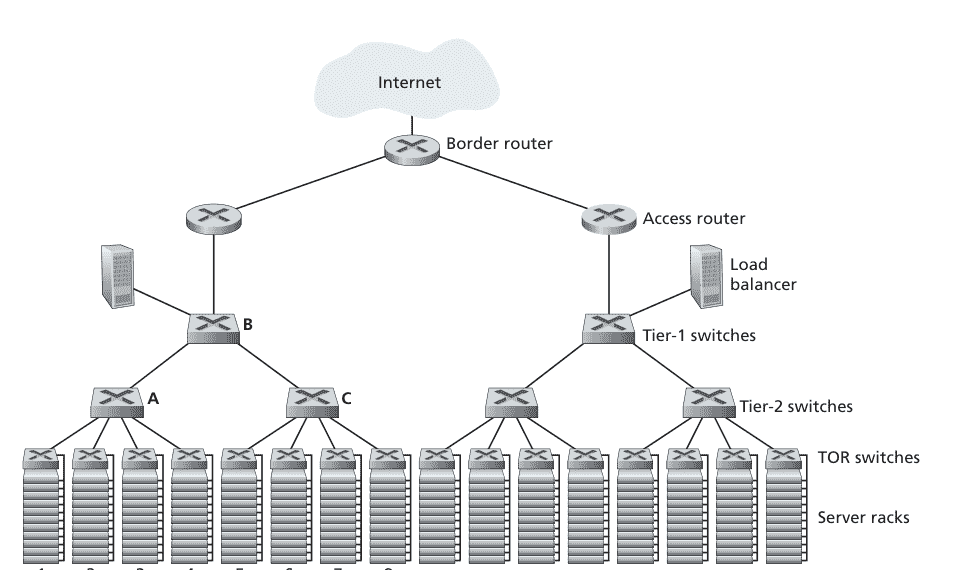 Internet
Border router
Access router
Load
balancer
B
Tier-1 switches
A
C
Tier-2 switches
TOR switches
Server racks